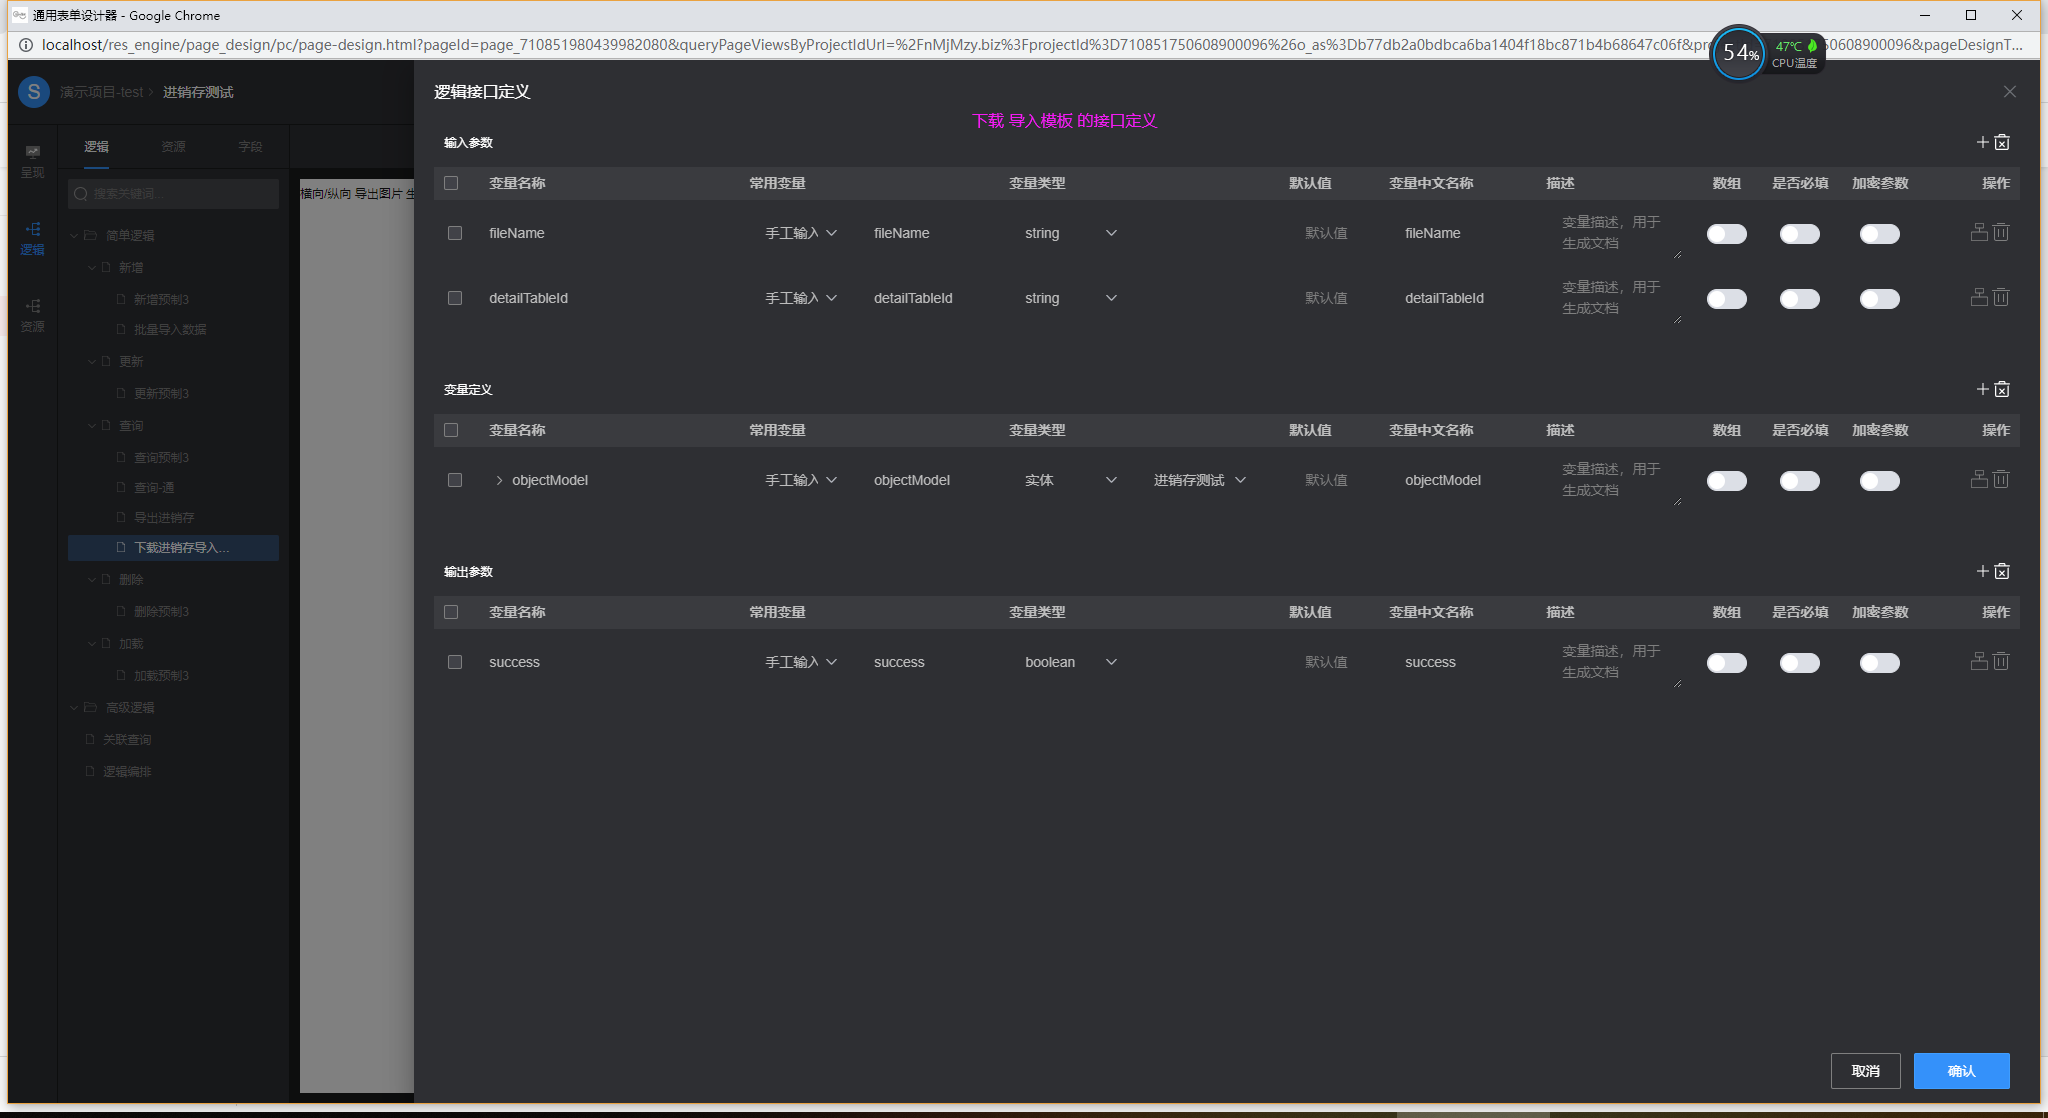 通用表单设计器 - Google Chrome
localhost/res_engine/page_design/pc/page-design.html?pageId=page_710851980439982080&queryPageViewsByProjectIdUrl=%2FnMjMzy.biz%3FprojectId%3D710851750608900096%26o_as%3Db77db2a0bdbca6ba1404f18bc871b4b68647c06f&pr
50608900096&pageDesignT...
54%
47℃
CPU温度
S
演示项目-test
进销存测试
呈现
逻辑
资源
逻辑 资源 字段
搜索关键词...
简单逻辑
新增
新增预制3
批量导入数据
更新
更新预制3
查询
查询预制3
查询-通
导出进销存
下载进销存导入...
删除
删除预制3
加载
加载预制3
高级逻辑
关联查询
逻辑编排
横向/纵向 导出图片 生
逻辑接口定义
下载 导入模板 的接口定义
输入参数
变量名称 常用变量 变量类型 默认值 变量中文名称 描述 数组 是否必填 加密参数 操作
fileName 手工输入 fileName string 默认值 fileName 变量描述，用于
生成文档
detailTableId 手工输入 detailTableId string 默认值 detailTableId 变量描述，用于
生成文档
变量定义
变量名称 常用变量 变量类型 默认值 变量中文名称 描述 数组 是否必填 加密参数 操作
objectModel 手工输入 objectModel 实体 进销存测试 默认值 objectModel 变量描述，用于
生成文档
输出参数
变量名称 常用变量 变量类型 默认值 变量中文名称 描述 数组 是否必填 加密参数 操作
success 手工输入 success boolean 默认值 success 变量描述，用于
生成文档
取消 确认